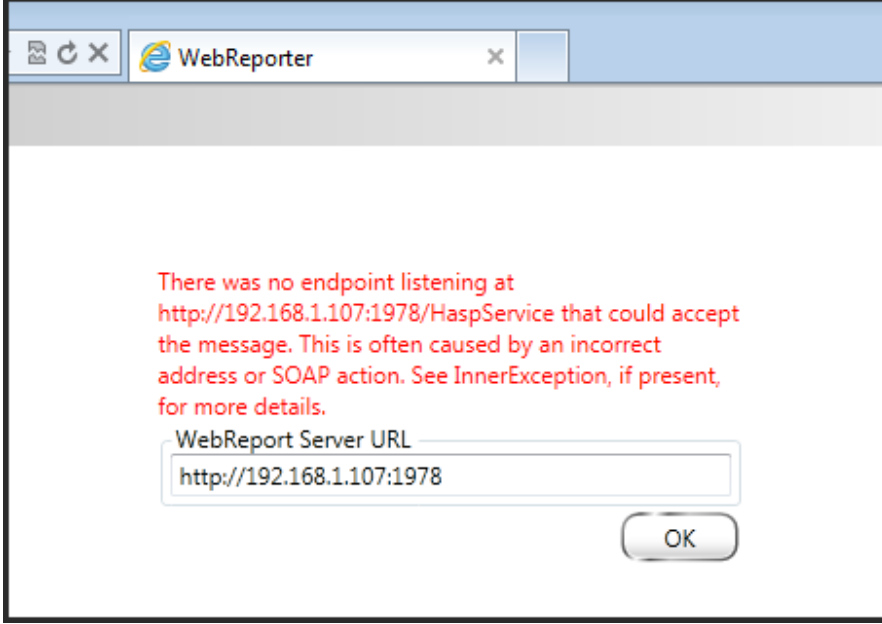 WebReporter
There was no endpoint listening at
http://192.168.1.107:1978/HaspService that could accept
the message. This is often caused by an incorrect
address or SOAP action. See InnerException, if present,
for more details.
WebReport Server URL
http://192.168.1.107:1978
OK